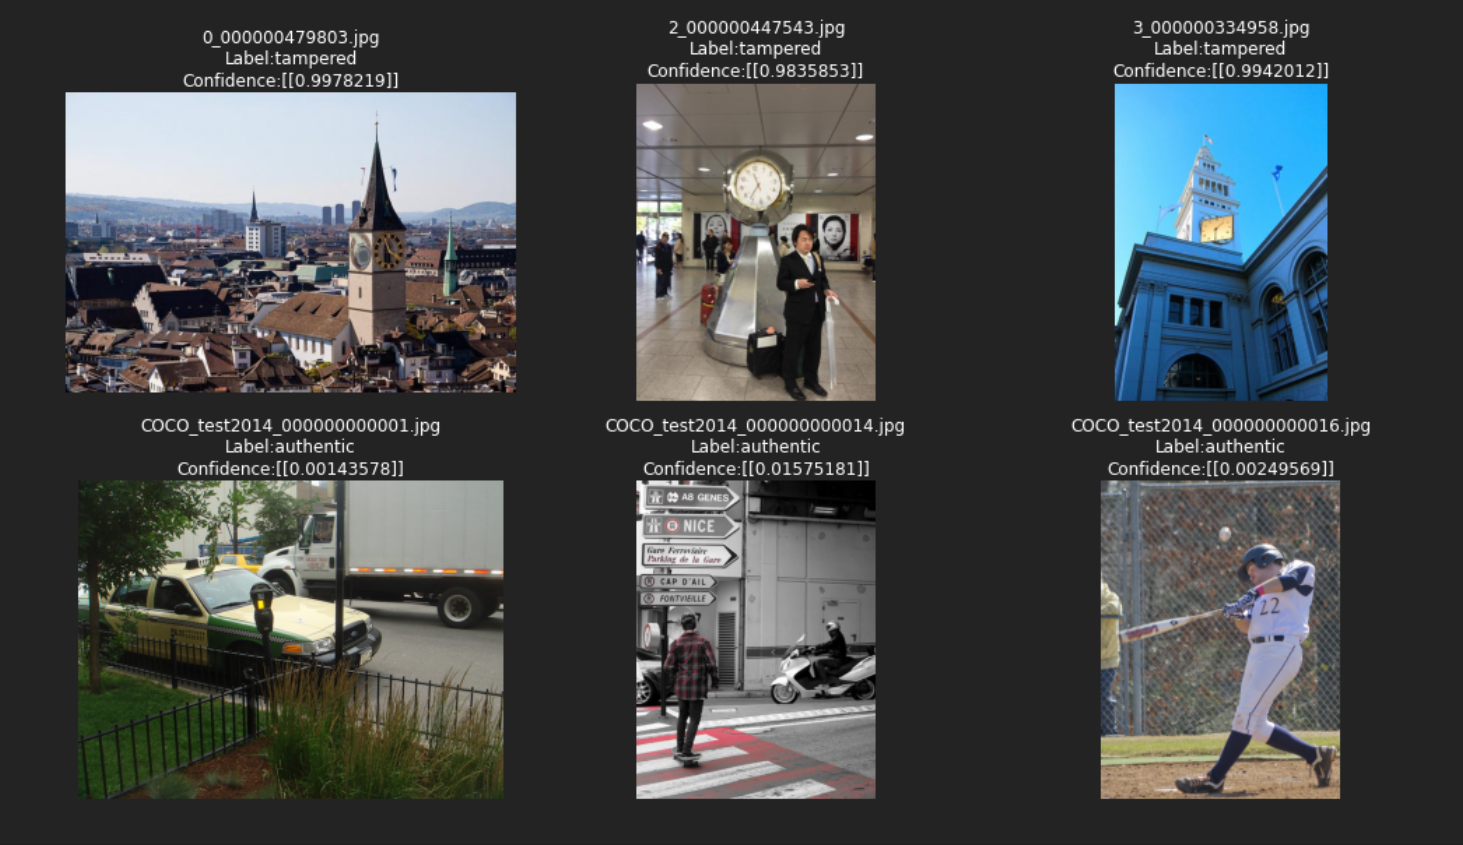 0_000000479803.jpg
Label:tampered
Confidence:[[0.9978219]]
2_000000447543.jpg
Label:tampered
Confidence:[[0.9835853]]
3_000000334958.jpg
Label:tampered
Confidence:[[0.9942012]]
COCO_test2014_000000000001.jpg
Label:authentic
Confidence:[[0.00143578]]
COCO_test2014_000000000014.jpg
Label:authentic
Confidence:[[0.01575181]]
A8 GENES
NICE
Gare Ferroviaire
Parking de la Gare
CAP D'AIL
FONTVIEILLE
COCO_test2014_000000000016.jpg
Label:authentic
Confidence:[[0.00249569]]
22